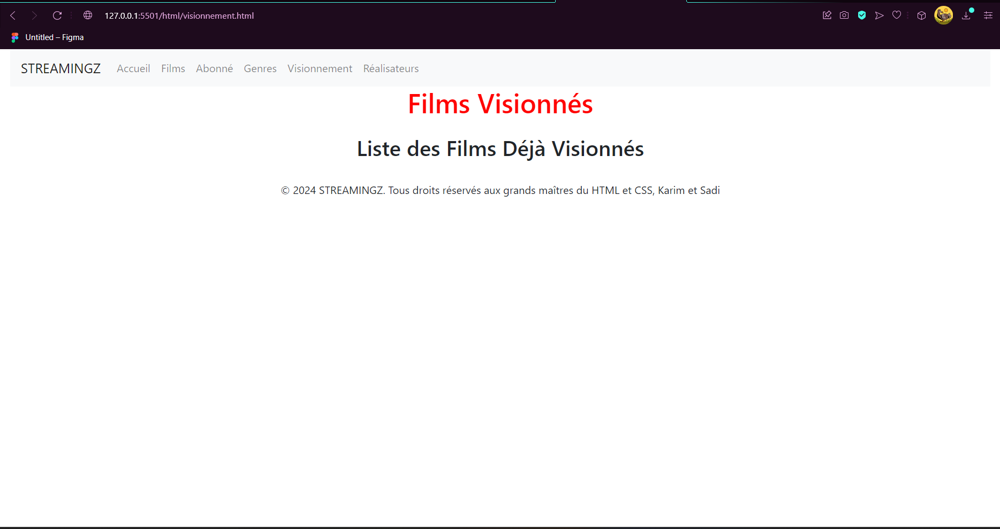 127.0.0.1:5501/html/visionnement.html
Untitled – Figma
STREAMINGZ Accueil Films Abonné Genres Visionnement Réalisateurs
Films Visionnés
Liste des Films Déjà Visionnés
© 2024 STREAMINGZ. Tous droits réservés aux grands maîtres du HTML et CSS, Karim et Sadi